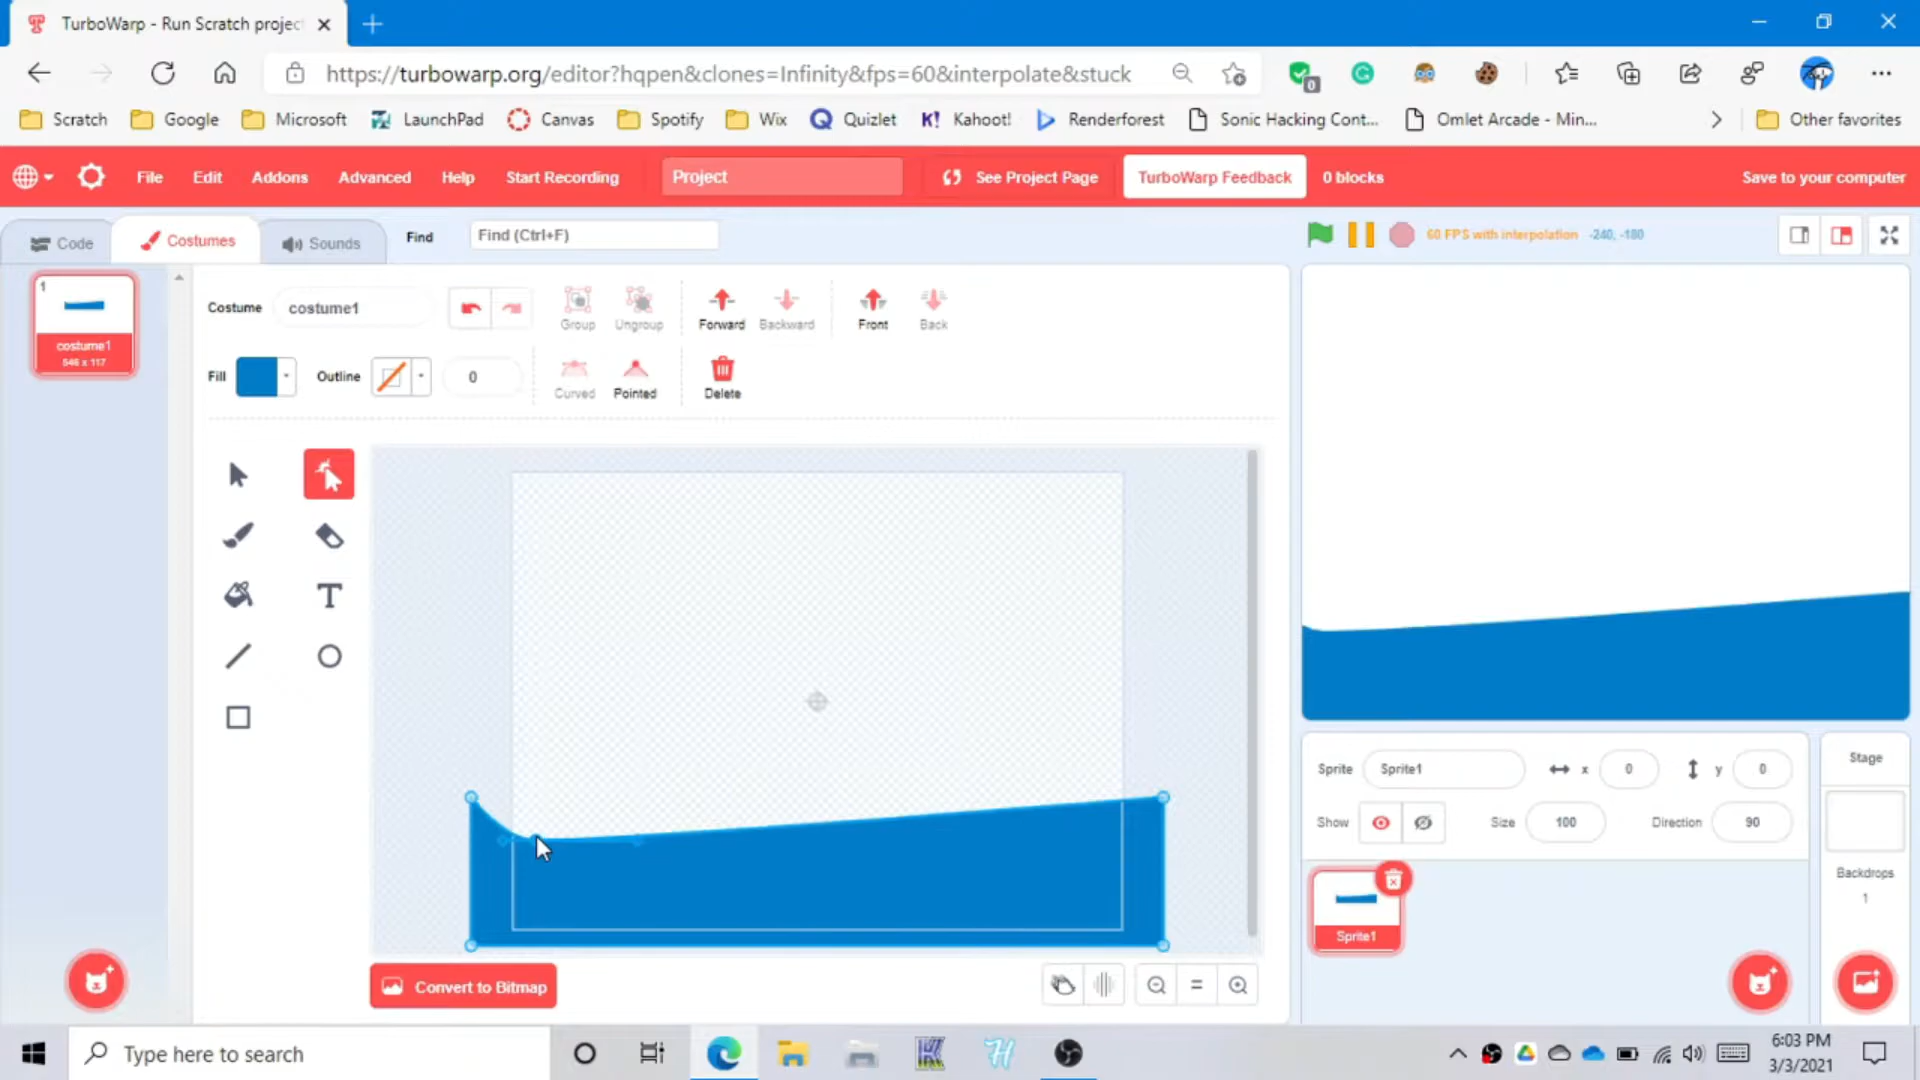 TurboWarp - Run Scratch projec
https://turbowarp.org/editor?hqpen&clones=Infinity&fps=60&interpolate&stuck
0
Scratch
Google
Microsoft
LaunchPad
Canvas
Spotify
Wix
Quizlet
K! Kahoot!
Renderforest
Sonic Hacking Cont...
Omlet Arcade - Min...
Other favorites
File
Edit
Addons
Advanced
Help
Start Recording
Project
See Project Page
TurboWarp Feedback
0 blocks
Save to your computer
Code
Costumes
Sounds
Find
Find (Ctrl+F)
60 FPS with interpolation
-240, -180
1
costume1
546 x 117
Costume
costume1
Group
Ungroup
Forward
Backward
Front
Back
Fill
Outline
0
Curved
Pointed
Delete
T
Convert to Bitmap
Sprite
Sprite1
x
0
y
0
Show
Size
100
Direction
90
Sprite1
Stage
Backdrops
1
Type here to search
6:03 PM
3/3/2021